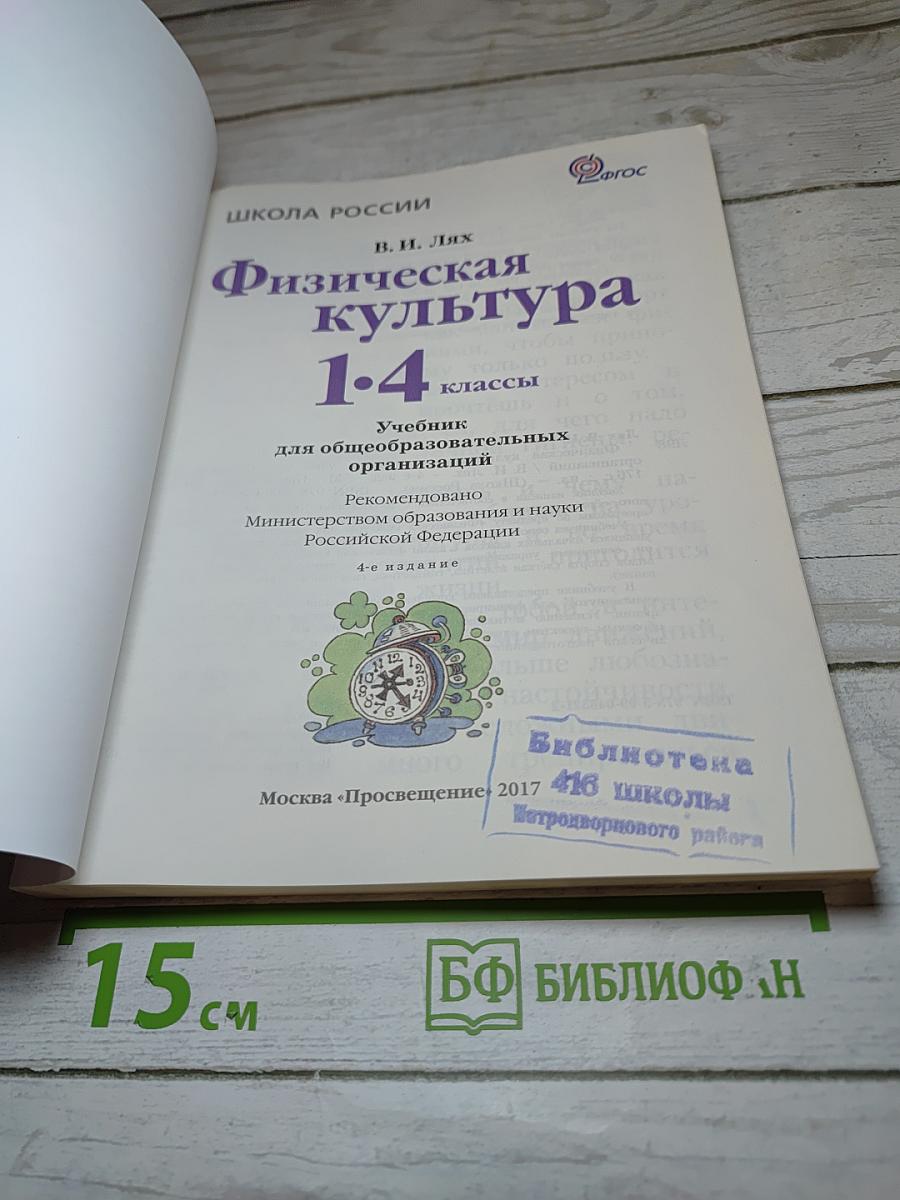 ФГОС
ШКОЛА РОССИИ
В. И. Лях
Физическая
культура
1•4 классы
Учебник
для общеобразовательных
организаций
Рекомендовано
Министерством образования и науки
Российской Федерации
4-е издание
Москва «Просвещение» 2017
Библиотека
416 школы
Петродворцового района
15 см
БФ БИБЛИОФ